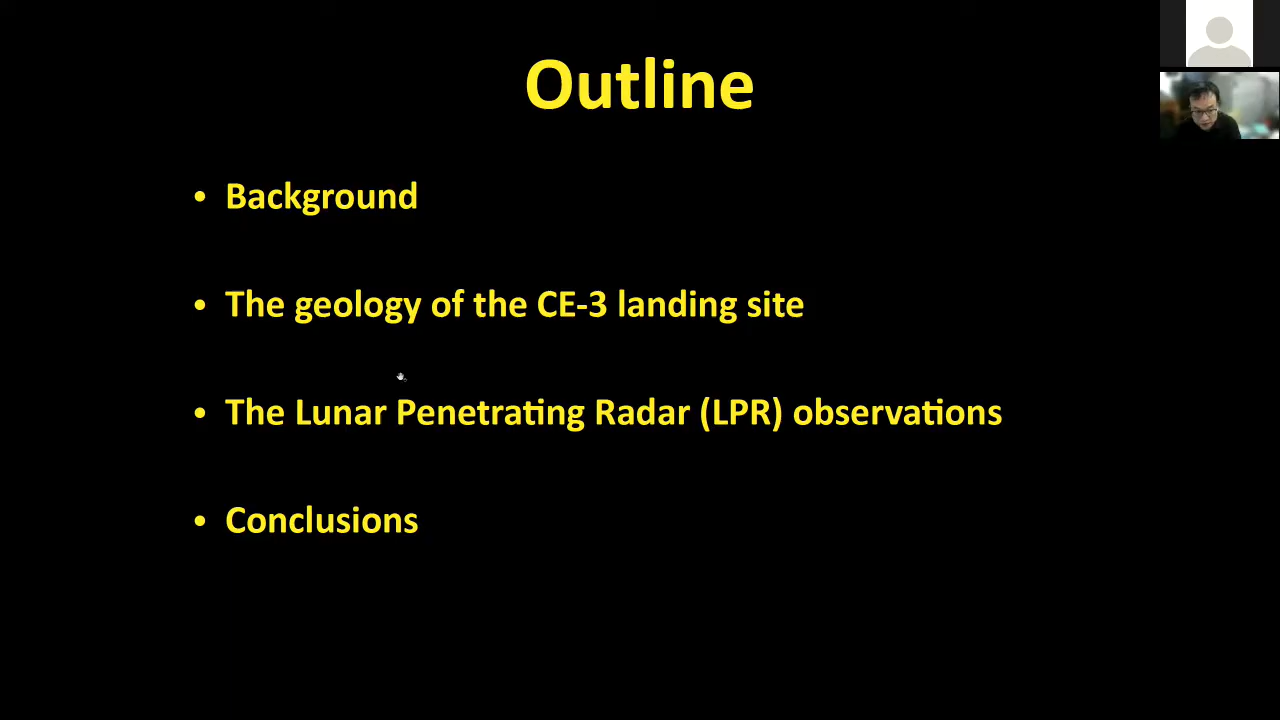 Outline
• Background
• The geology of the CE-3 landing site
• The Lunar Penetrating Radar (LPR) observations
• Conclusions